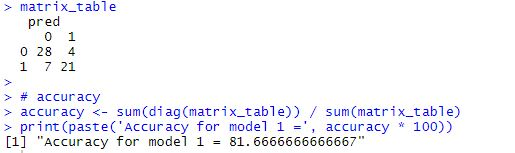 > matrix_table
   pred
     0  1
  0 28  4
  1  7 21
>
> # accuracy
> accuracy <- sum(diag(matrix_table)) / sum(matrix_table)
> print(paste('Accuracy for model 1 =', accuracy * 100))
[1] "Accuracy for model 1 = 81.6666666666667"